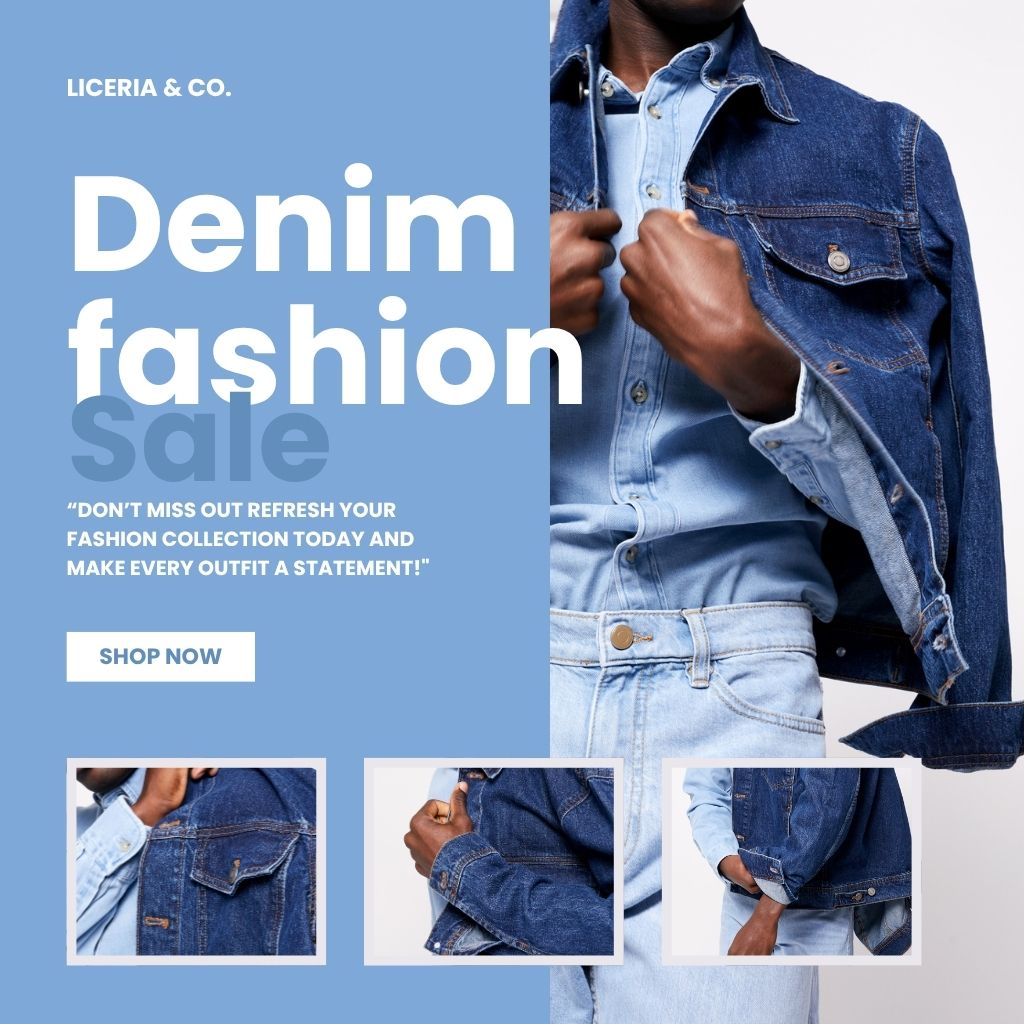 LICERIA & CO.
Denim
fashion
Sale
“DON’T MISS OUT REFRESH YOUR
FASHION COLLECTION TODAY AND
MAKE EVERY OUTFIT A STATEMENT!"
SHOP NOW